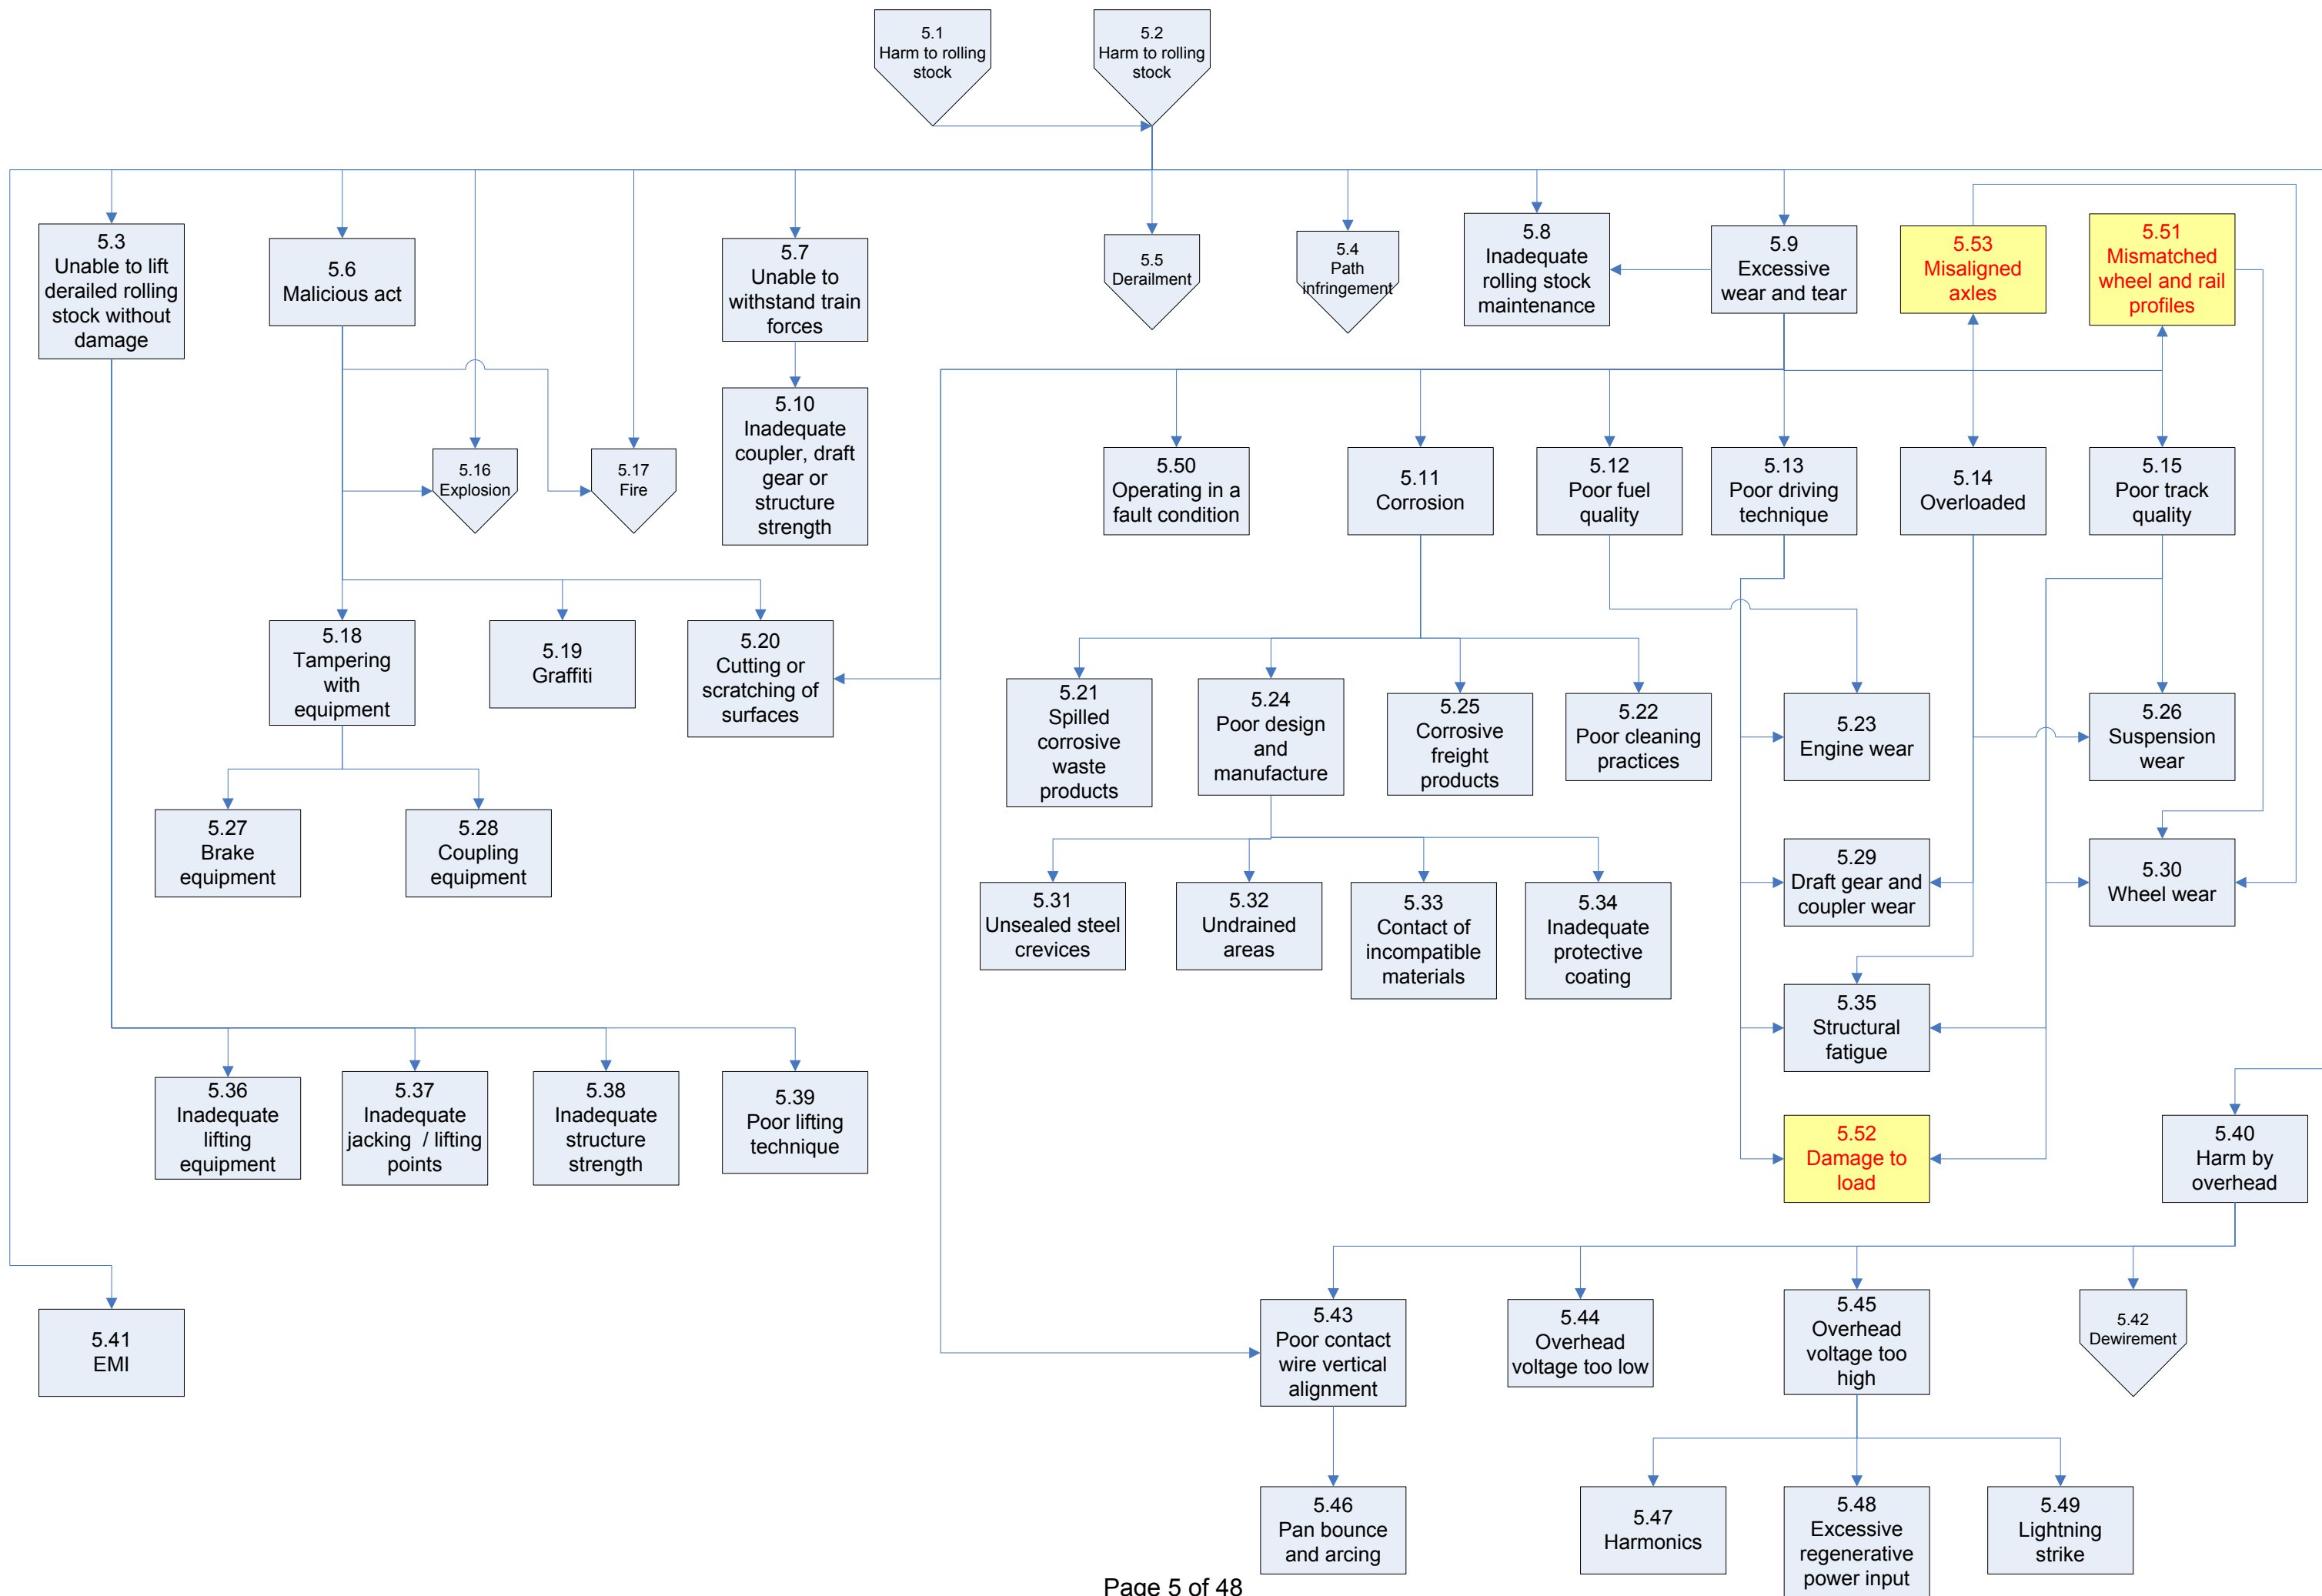 5.1
Harm to rolling
stock
5.2
Harm to rolling
stock
5.3
Unable to lift
derailed rolling
stock without
damage
5.6
Malicious act
5.7
Unable to
withstand train
forces
5.5
Derailment
5.4
Path
infringement
5.8
Inadequate
rolling stock
maintenance
5.9
Excessive
wear and tear
5.53
Misaligned
axles
5.51
Mismatched
wheel and rail
profiles
5.10
Inadequate
coupler, draft
gear or
structure
strength
5.16
Explosion
5.17
Fire
5.50
Operating in a
fault condition
5.11
Corrosion
5.12
Poor fuel
quality
5.13
Poor driving
technique
5.14
Overloaded
5.15
Poor track
quality
5.18
Tampering
with
equipment
5.19
Graffiti
5.20
Cutting or
scratching of
surfaces
5.21
Spilled
corrosive
waste
products
5.24
Poor design
and
manufacture
5.25
Corrosive
freight
products
5.22
Poor cleaning
practices
5.23
Engine wear
5.26
Suspension
wear
5.27
Brake
equipment
5.28
Coupling
equipment
5.31
Unsealed steel
crevices
5.32
Undrained
areas
5.33
Contact of
incompatible
materials
5.34
Inadequate
protective
coating
5.29
Draft gear and
coupler wear
5.30
Wheel wear
5.35
Structural
fatigue
5.36
Inadequate
lifting
equipment
5.37
Inadequate
jacking / lifting
points
5.38
Inadequate
structure
strength
5.39
Poor lifting
technique
5.52
Damage to
load
5.40
Harm by
overhead
5.41
EMI
5.43
Poor contact
wire vertical
alignment
5.44
Overhead
voltage too low
5.45
Overhead
voltage too
high
5.42
Dewirement
5.46
Pan bounce
and arcing
5.47
Harmonics
5.48
Excessive
regenerative
power input
5.49
Lightning
strike
Page 5 of 48